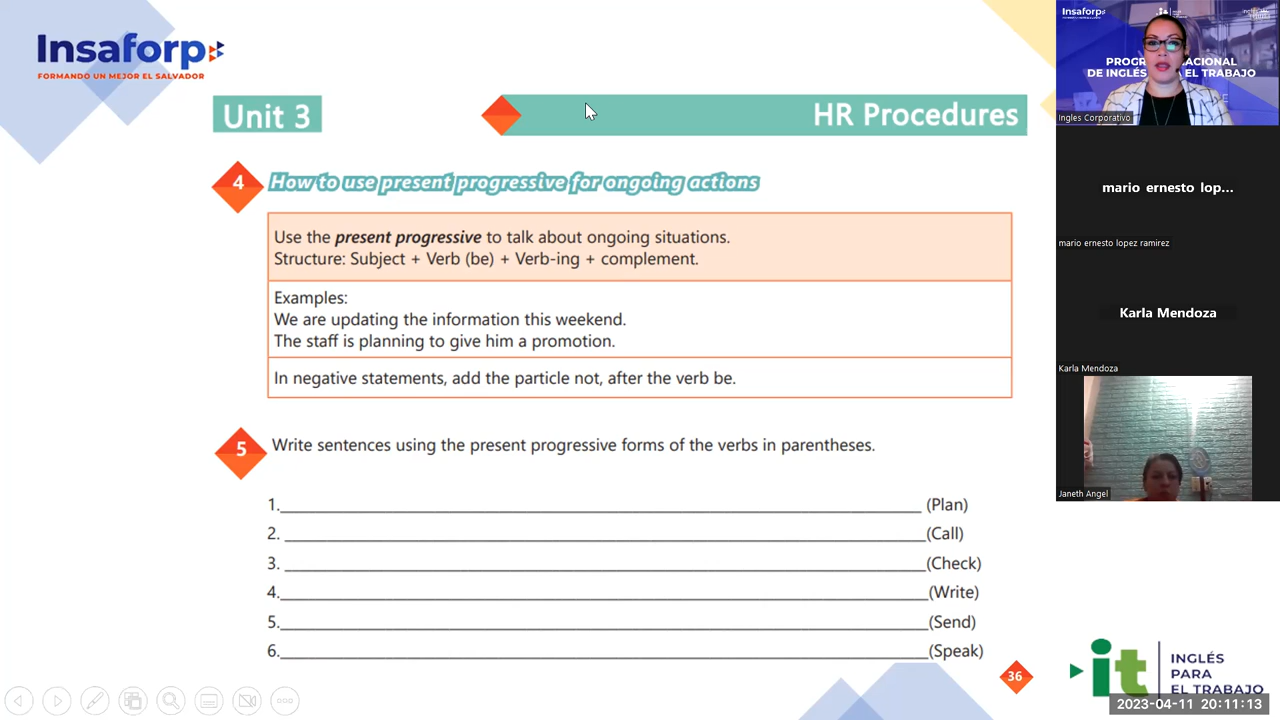 Insaforp
FORMANDO UN MEJOR EL SALVADOR
Unit 3
HR Procedures
4
How to use present progressive for ongoing actions
Use the present progressive to talk about ongoing situations.
Structure: Subject + Verb (be) + Verb-ing + complement.
Examples:
We are updating the information this weekend.
The staff is planning to give him a promotion.
In negative statements, add the particle not, after the verb be.
5
Write sentences using the present progressive forms of the verbs in parentheses.
1. (Plan)
2. (Call)
3. (Check)
4. (Write)
5. (Send)
6. (Speak)
36
it
INGLÉS
PARA
EL TRABAJO
2023-04-11 20:11:13
Insaforp
it
DE INGLÉS
EL TRABAJO
Ingles Corporativo
mario ernesto lop...
mario ernesto lopez ramirez
Karla Mendoza
Karla Mendoza
Janeth Angel